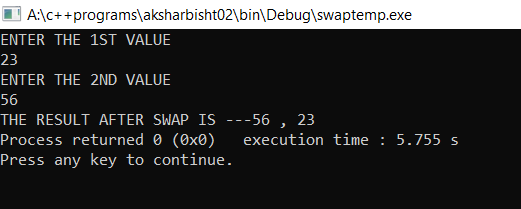 A:\c++programs\aksharbisht02\bin\Debug\swaptemp.exe
ENTER THE 1ST VALUE
23
ENTER THE 2ND VALUE
56
THE RESULT AFTER SWAP IS ---56 , 23
Process returned 0 (0x0)   execution time : 5.755 s
Press any key to continue.